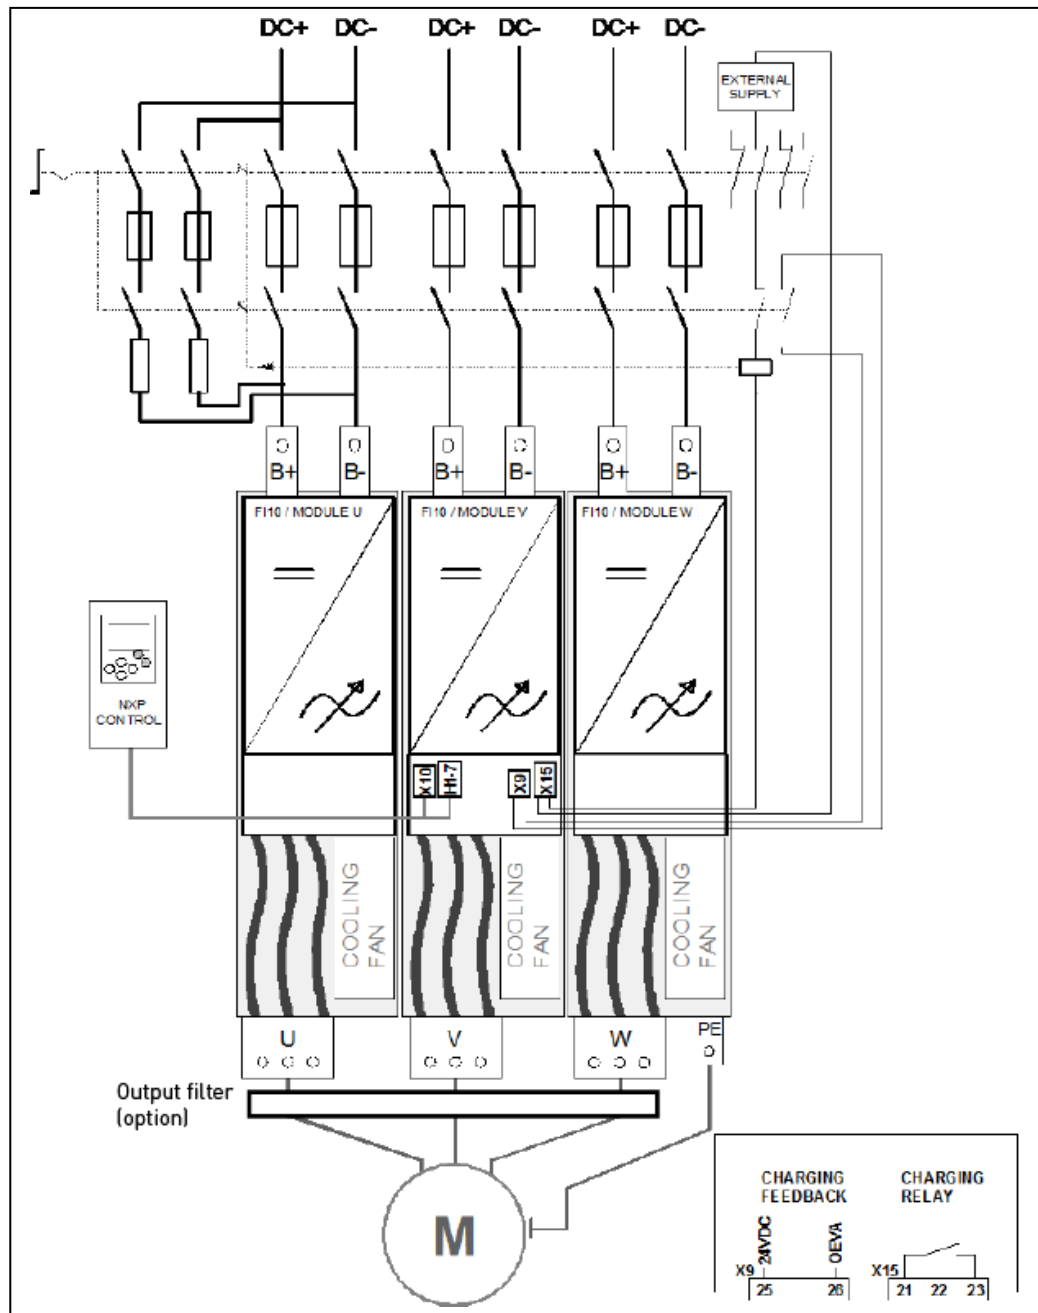 DC+ DC- DC+ DC- DC+ DC-
EXTERNAL
SUPPLY
B+ B- B+ B- B+ B-
FI10 / MODULE U
FI10 / MODULE V
FI10 / MODULE W
NXP
CONTROL
X10
H1-7
X9
X15
COOLING
FAN
COOLING
FAN
COOLING
FAN
U
V
W
PE
Output filter
(option)
M
CHARGING
FEEDBACK
CHARGING
RELAY
24VDC
OEVA
X9
25 26
X15
21 22 23